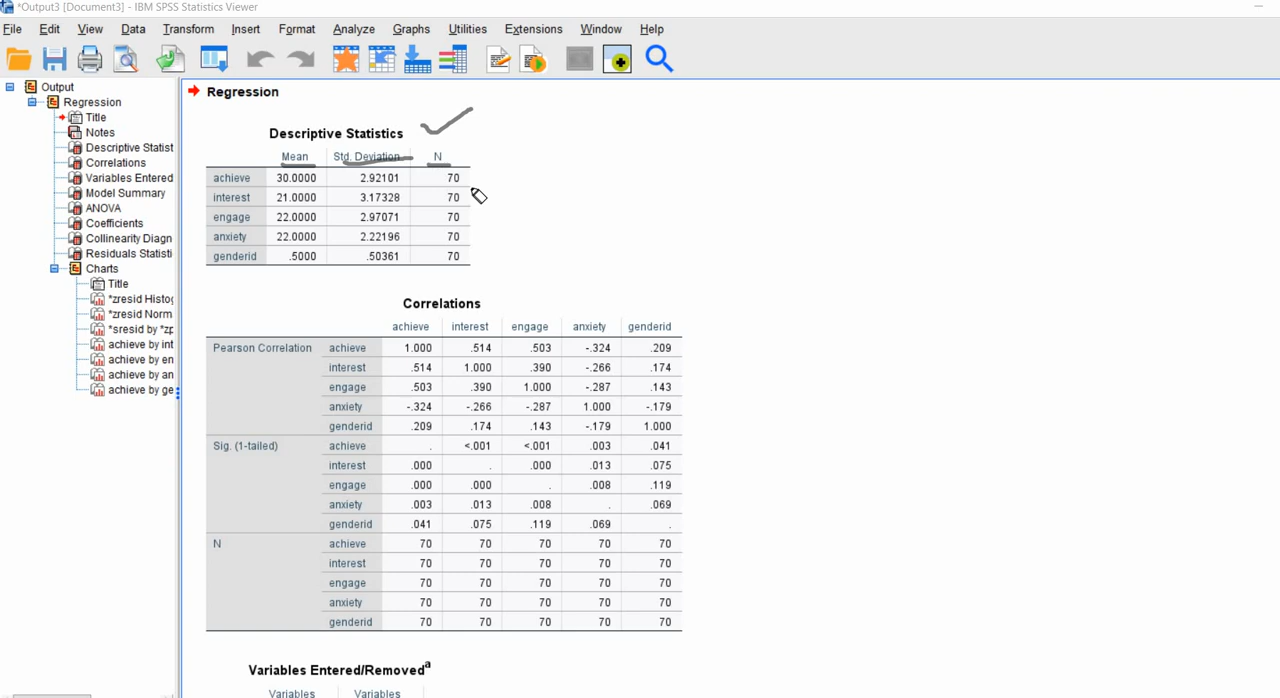 *Output3 [Document3] - IBM SPSS Statistics Viewer
File Edit View Data Transform Insert Format Analyze Graphs Utilities Extensions Window Help
Output
Regression
Title
Notes
Descriptive Statist
Correlations
Variables Entered
Model Summary
ANOVA
Coefficients
Collinearity Diagn
Residuals Statisti
Charts
Title
*zresid Histog
*zresid Norm
*sresid by *zp
achieve by int
achieve by en
achieve by an
achieve by ge
Regression
Descriptive Statistics
Mean Std. Deviation N
achieve 30.0000 2.92101 70
interest 21.0000 3.17328 70
engage 22.0000 2.97071 70
anxiety 22.0000 2.22196 70
genderid .5000 .50361 70
Correlations
achieve interest engage anxiety genderid
Pearson Correlation achieve 1.000 .514 .503 -.324 .209
interest .514 1.000 .390 -.266 .174
engage .503 .390 1.000 -.287 .143
anxiety -.324 -.266 -.287 1.000 -.179
genderid .209 .174 .143 -.179 1.000
Sig. (1-tailed) achieve . <.001 <.001 .003 .041
interest .000 . .000 .013 .075
engage .000 .000 . .008 .119
anxiety .003 .013 .008 . .069
genderid .041 .075 .119 .069 .
N achieve 70 70 70 70 70
interest 70 70 70 70 70
engage 70 70 70 70 70
anxiety 70 70 70 70 70
genderid 70 70 70 70 70
Variables Entered/Removedᵃ
Variables Variables